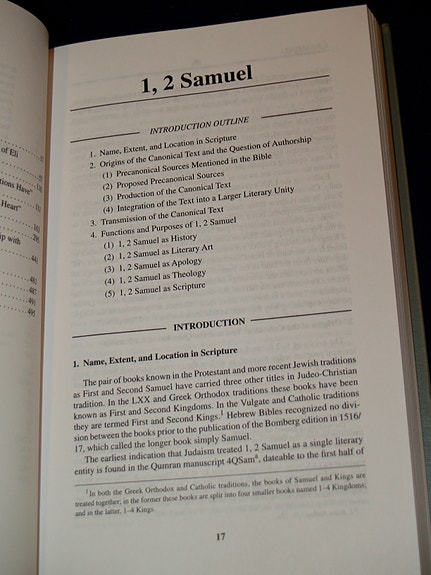 of Eli
ations Have"
Heart"
up with
1, 2 Samuel
INTRODUCTION OUTLINE
1. Name, Extent, and Location in Scripture
2. Origins of the Canonical Text and the Question of Authorship
(1) Precanonical Sources Mentioned in the Bible
(2) Proposed Precanonical Sources
(3) Production of the Canonical Text
(4) Integration of the Text into a Larger Literary Unity
3. Transmission of the Canonical Text
4. Functions and Purposes of 1, 2 Samuel
(1) 1, 2 Samuel as History
(2) 1, 2 Samuel as Literary Art
(3) 1, 2 Samuel as Apology
(4) 1, 2 Samuel as Theology
(5) 1, 2 Samuel as Scripture
INTRODUCTION
1. Name, Extent, and Location in Scripture
The pair of books known in the Protestant and more recent Jewish traditions
as First and Second Samuel have carried three other titles in Judeo-Christian
tradition. In the LXX and Greek Orthodox traditions these books have been
known as First and Second Kingdoms. In the Vulgate and Catholic traditions
they are termed First and Second Kings.¹ Hebrew Bibles recognized no divi-
sion between the books prior to the publication of the Bomberg edition in 1516/
17, which called the longer book simply Samuel.
The earliest indication that Judaism treated 1, 2 Samuel as a single literary
entity is found in the Qumran manuscript 4QSamᵃ, dateable to the first half of
¹ In both the Greek Orthodox and Catholic traditions, the books of Samuel and Kings are
treated together; in the former these books are split into four smaller books named 1–4 Kingdoms;
and in the latter, 1–4 Kings.
17